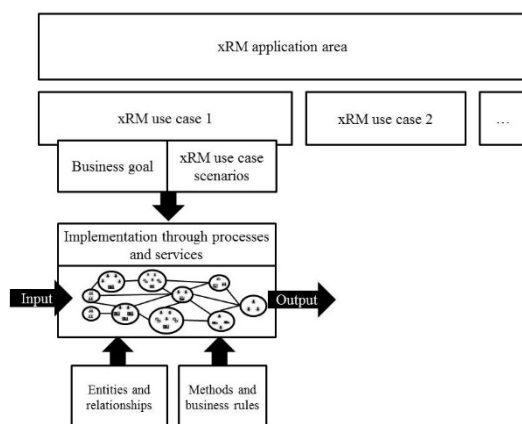 xRM application area
xRM use case 1
xRM use case 2
…
Business goal
xRM use case
scenarios
Implementation through processes
and services
Input
Output
Entities and
relationships
Methods and
business rules